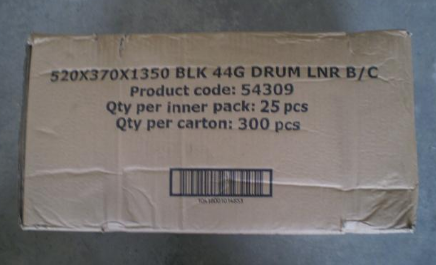 520X370X1350 BLK 44G DRUM LNR B/C
Product code: 54309
Qty per inner pack: 25 pcs
Qty per carton: 300 pcs